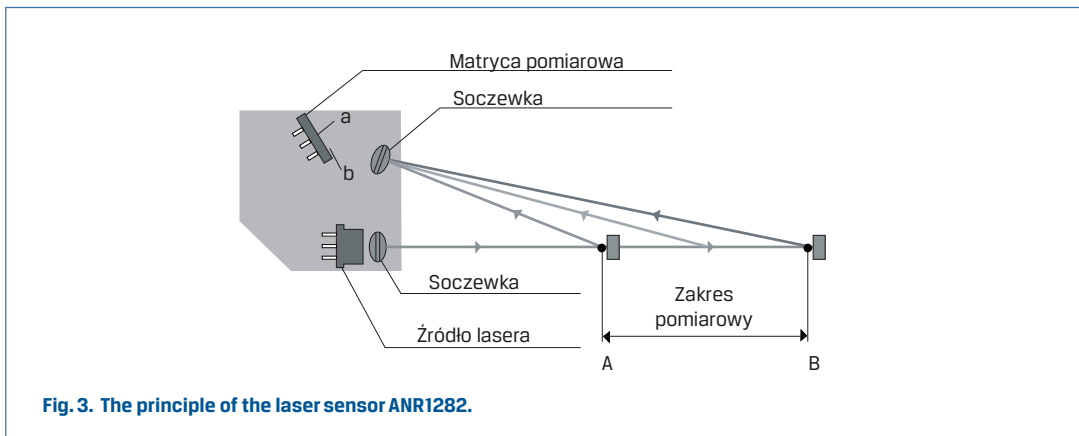 Matryca pomiarowa
Soczewka
a
b
Soczewka
Zakres
pomiarowy
Źródło lasera
A
B
Fig. 3. The principle of the laser sensor ANR1282.